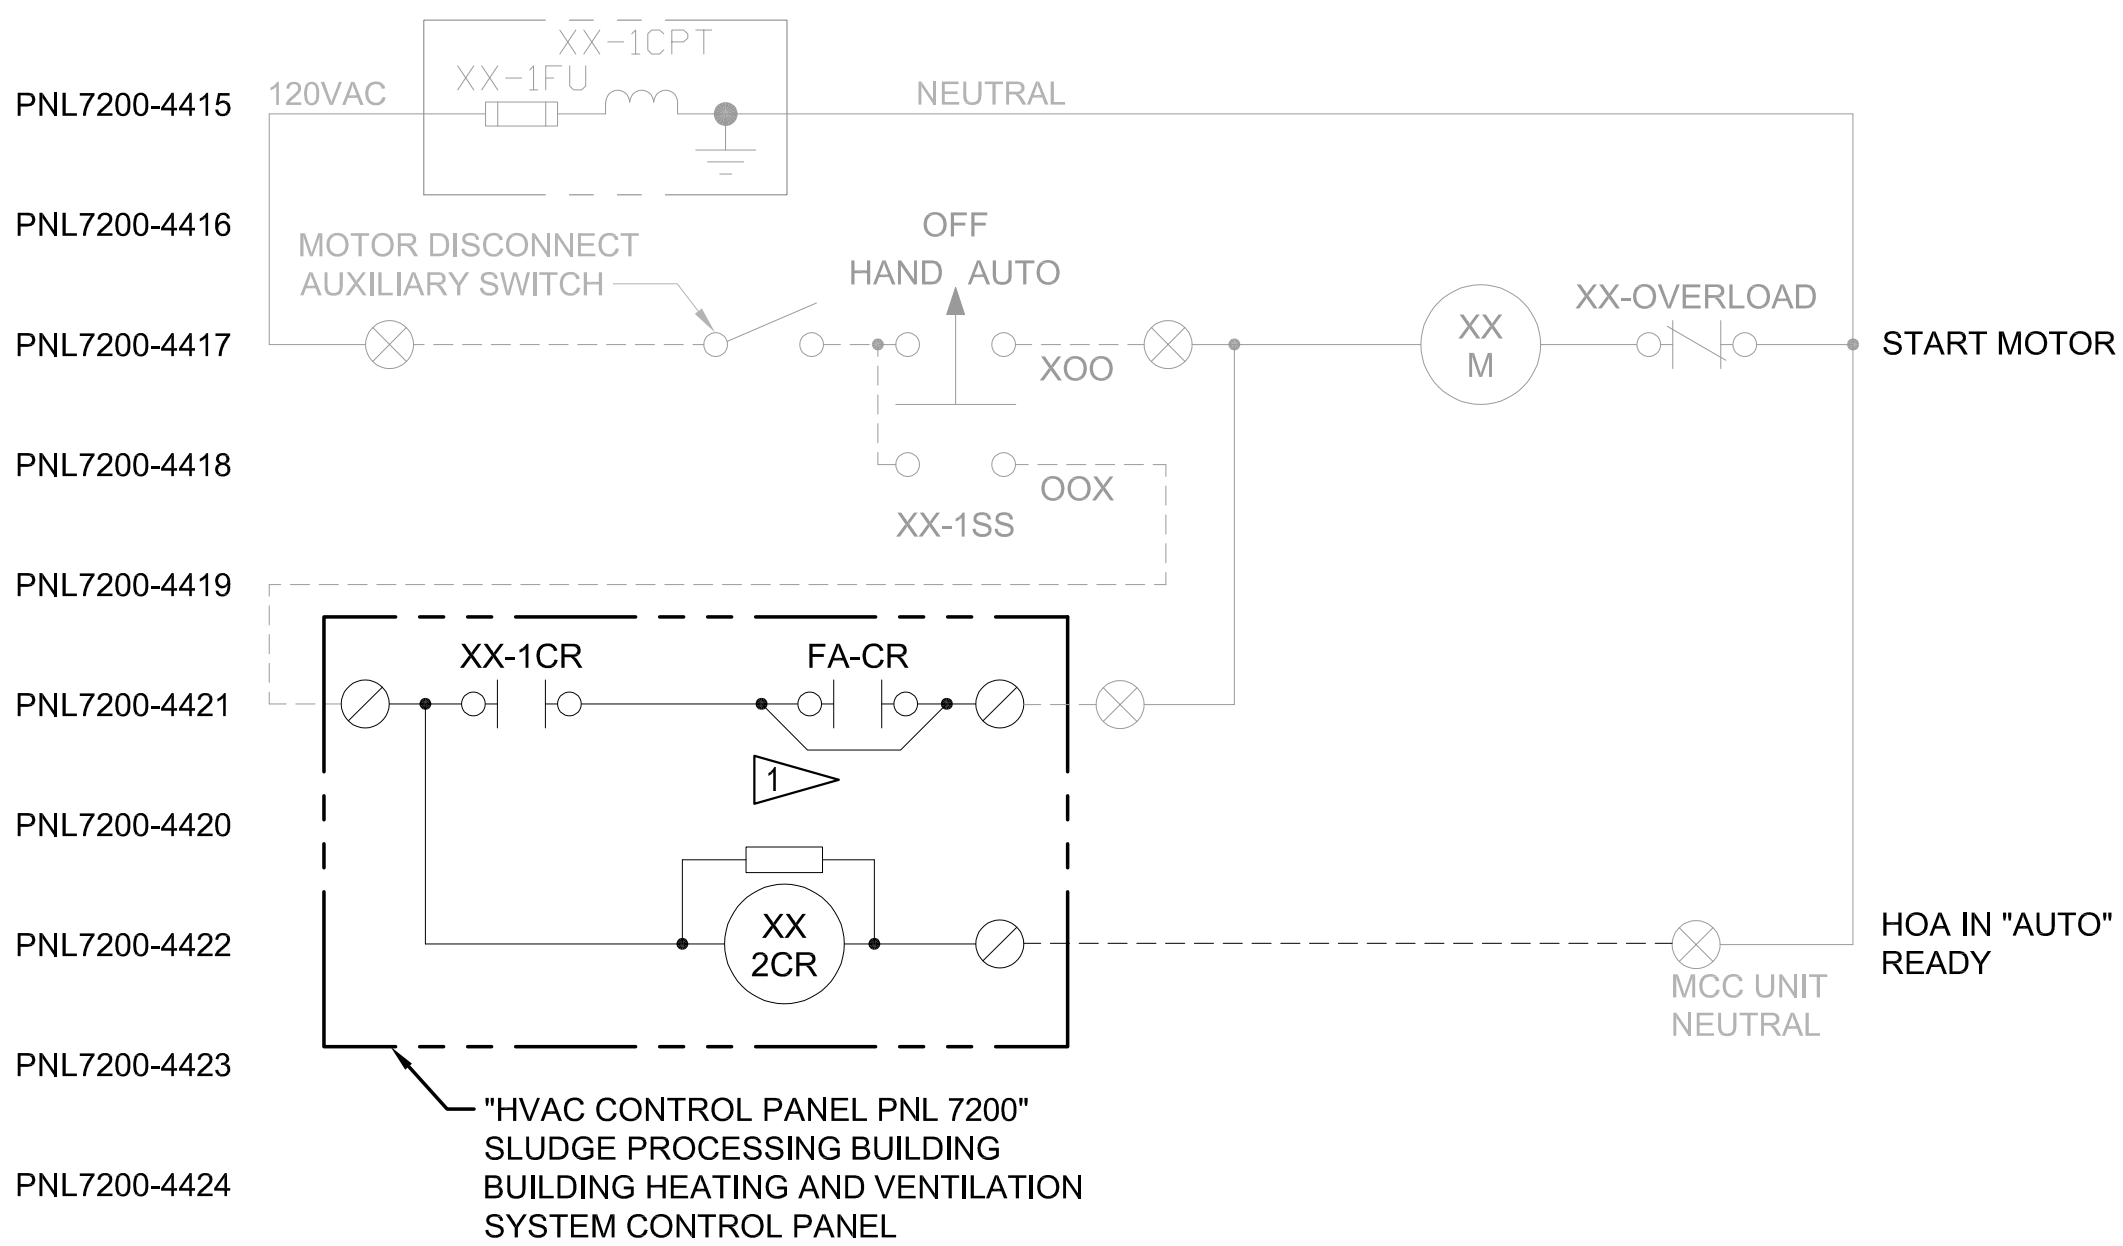 XX-1CPT
XX-1FU
PNL7200-4415
120VAC
NEUTRAL
PNL7200-4416
OFF
MOTOR DISCONNECT
AUXILIARY SWITCH
HAND AUTO
XX-OVERLOAD
PNL7200-4417
XX
M
START MOTOR
XOO
PNL7200-4418
OOX
XX-1SS
PNL7200-4419
XX-1CR
FA-CR
PNL7200-4421
1
PNL7200-4420
XX
2CR
PNL7200-4422
HOA IN "AUTO"
READY
MCC UNIT
NEUTRAL
PNL7200-4423
"HVAC CONTROL PANEL PNL 7200"
SLUDGE PROCESSING BUILDING
BUILDING HEATING AND VENTILATION
SYSTEM CONTROL PANEL
PNL7200-4424